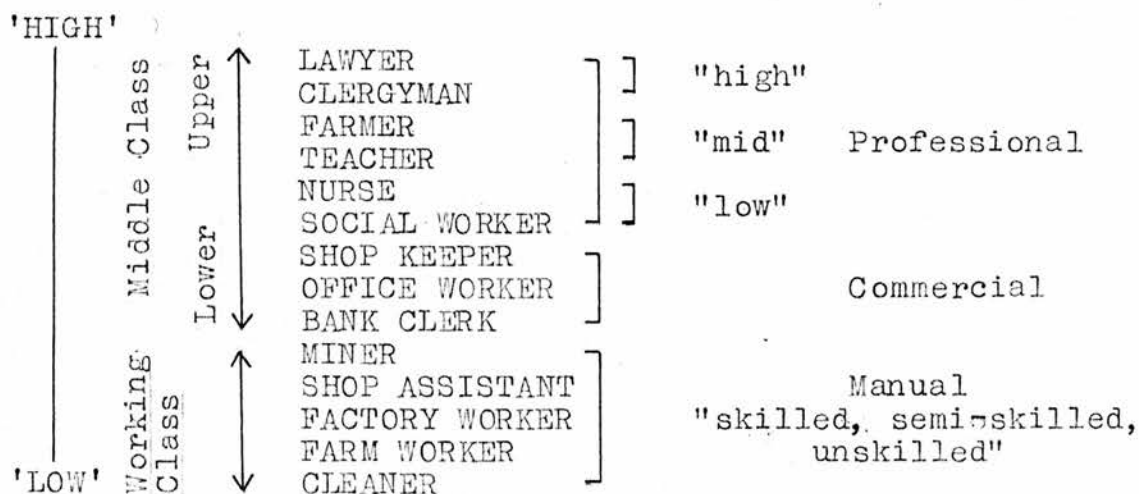 'HIGH'
Middle Class
Upper
Lower
LAWYER
CLERGYMAN
"high"
FARMER
TEACHER
"mid" Professional
NURSE
SOCIAL WORKER
"low"
SHOP KEEPER
OFFICE WORKER Commercial
BANK CLERK
Working
Class
MINER
SHOP ASSISTANT Manual
FACTORY WORKER "skilled, semi-skilled,
FARM WORKER unskilled"
'LOW' CLEANER